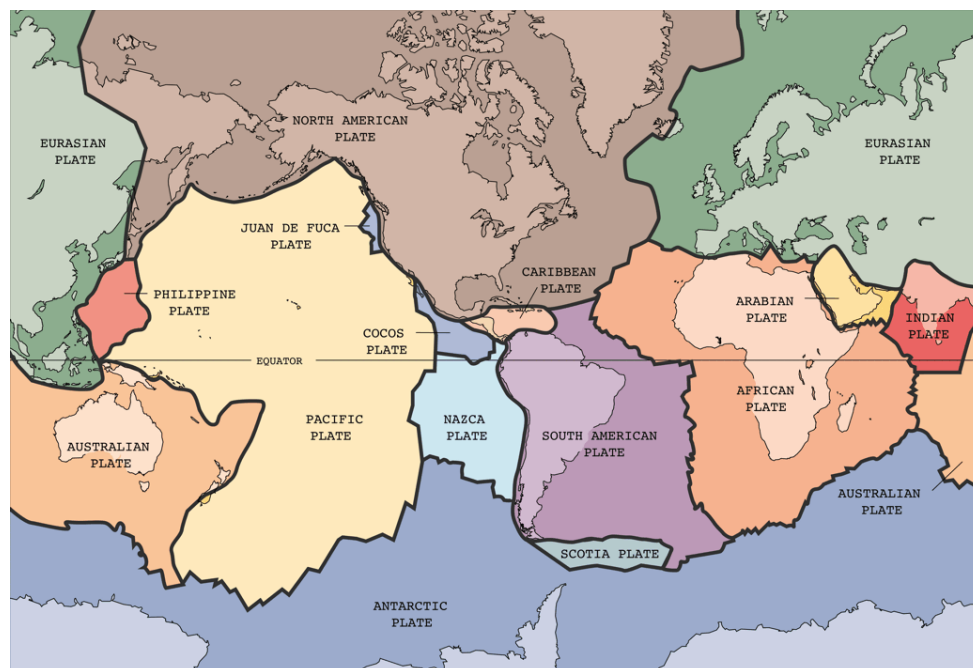 NORTH AMERICAN
PLATE
EURASIAN
PLATE
EURASIAN
PLATE
JUAN DE FUCA
PLATE
PHILIPPINE
PLATE
CARIBBEAN
PLATE
ARABIAN
PLATE
INDIAN
PLATE
COCOS
PLATE
EQUATOR
AUSTRALIAN
PLATE
PACIFIC
PLATE
NAZCA
PLATE
SOUTH AMERICAN
PLATE
AFRICAN
PLATE
AUSTRALIAN
PLATE
SCOTIA PLATE
ANTARCTIC
PLATE